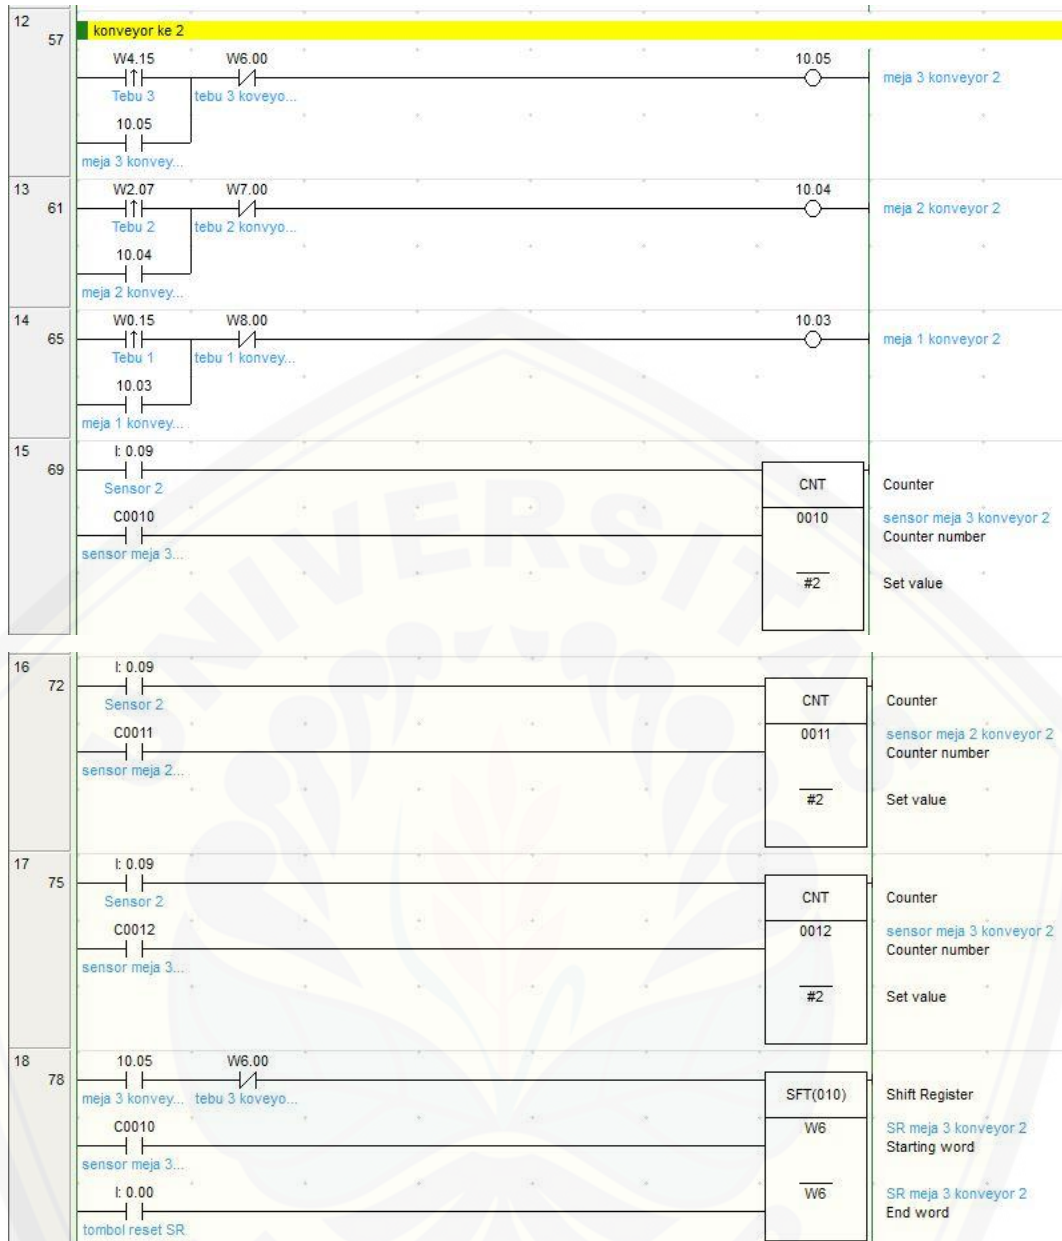 12
57
konveyor ke 2
W4.15 W6.00 10.05
Tebu 3 tebu 3 koveyo... meja 3 konveyor 2
10.05
meja 3 konvey...
13
61
W2.07 W7.00 10.04
Tebu 2 tebu 2 konvyo... meja 2 konveyor 2
10.04
meja 2 konvey...
14
65
W0.15 W8.00 10.03
Tebu 1 tebu 1 konvey... meja 1 konveyor 2
10.03
meja 1 konvey...
15
69
I: 0.09
Sensor 2
CNT Counter
C0010 0010 sensor meja 3 konveyor 2
sensor meja 3... Counter number
#2 Set value
16
72
I: 0.09
Sensor 2
CNT Counter
C0011 0011 sensor meja 2 konveyor 2
sensor meja 2... Counter number
#2 Set value
17
75
I: 0.09
Sensor 2
CNT Counter
C0012 0012 sensor meja 3 konveyor 2
sensor meja 3... Counter number
#2 Set value
18
78
10.05 W6.00
meja 3 konvey... tebu 3 koveyo...
SFT(010) Shift Register
C0010 W6 SR meja 3 konveyor 2
sensor meja 3... Starting word
I: 0.00 W6 SR meja 3 konveyor 2
tombol reset SR End word
UNIVERSITAS